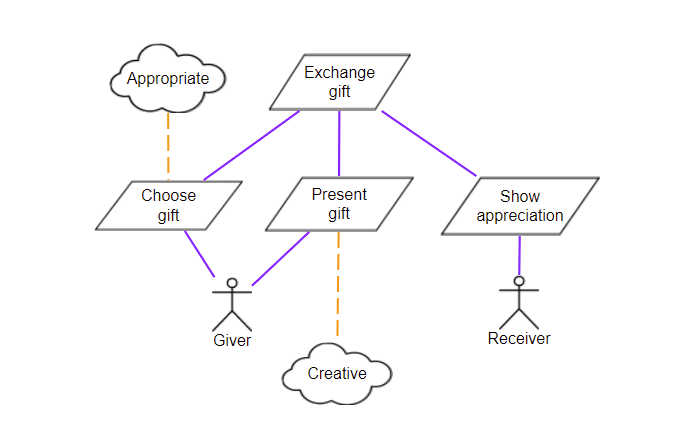 Appropriate
Exchange
gift
Choose
gift
Present
gift
Show
appreciation
Giver
Receiver
Creative